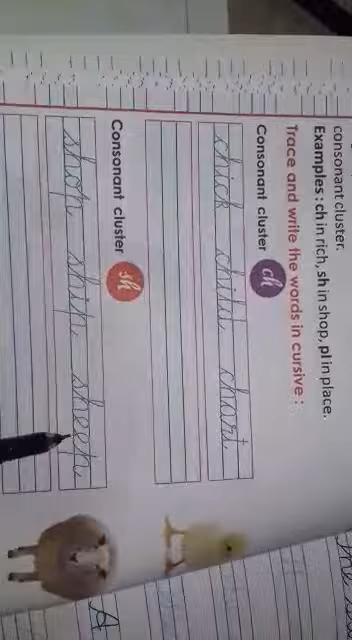 consonant cluster.
Examples : ch in rich, sh in shop, pl in place.
Trace and write the words in cursive :
Consonant cluster ch
chick child chart
Consonant cluster sh
shop ship sheep
A